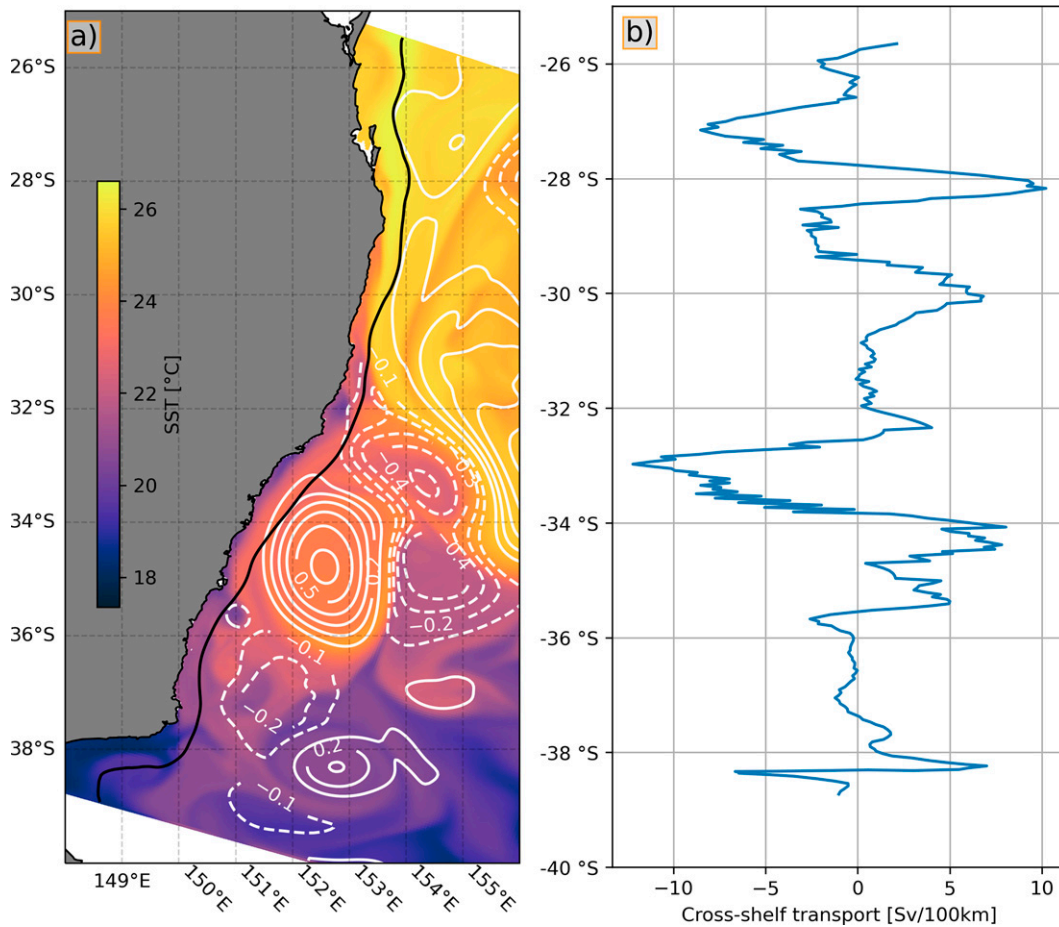 a)
26°S
28°S
30°S
32°S
34°S
36°S
38°S
26
24
22
20
18
SST [°C]
−0.1
−0.3
−0.4
−0.4
−0.2
0.2
0.5
−0.1
−0.2
0.2
−0.1
149°E
150°E
151°E
152°E
153°E
154°E
155°E
b)
-26 °S
-28 °S
-30 °S
-32 °S
-34 °S
-36 °S
-38 °S
-40 °S
−10
−5
0
5
10
Cross-shelf transport [Sv/100km]